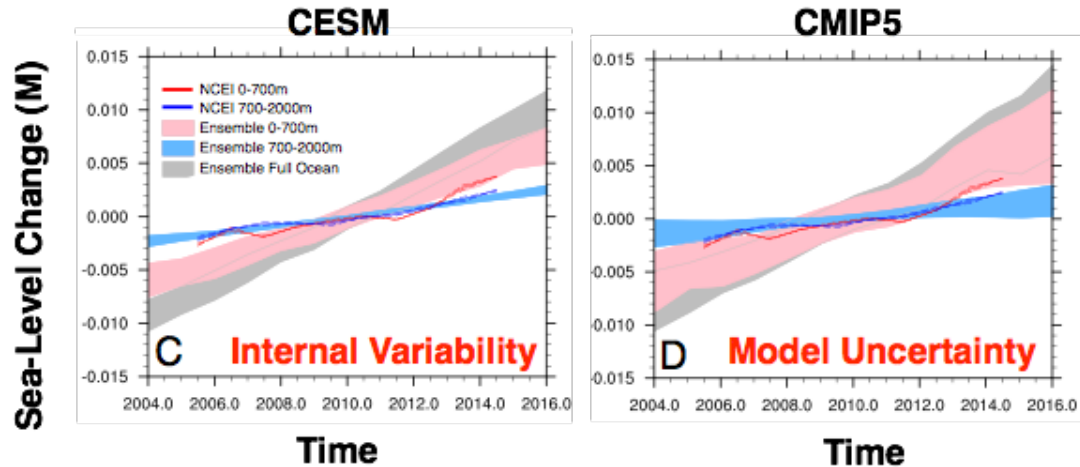 CESM
CMIP5
Sea-Level Change (M)
0.015
0.010
0.005
0.000
-0.005
-0.010
-0.015
NCEI 0-700m
NCEI 700-2000m
Ensemble 0-700m
Ensemble 700-2000m
Ensemble Full Ocean
C
Internal Variability
2004.0 2006.0 2008.0 2010.0 2012.0 2014.0 2016.0
Time
0.015
0.010
0.005
0.000
-0.005
-0.010
-0.015
D
Model Uncertainty
2004.0 2006.0 2008.0 2010.0 2012.0 2014.0 2016.0
Time